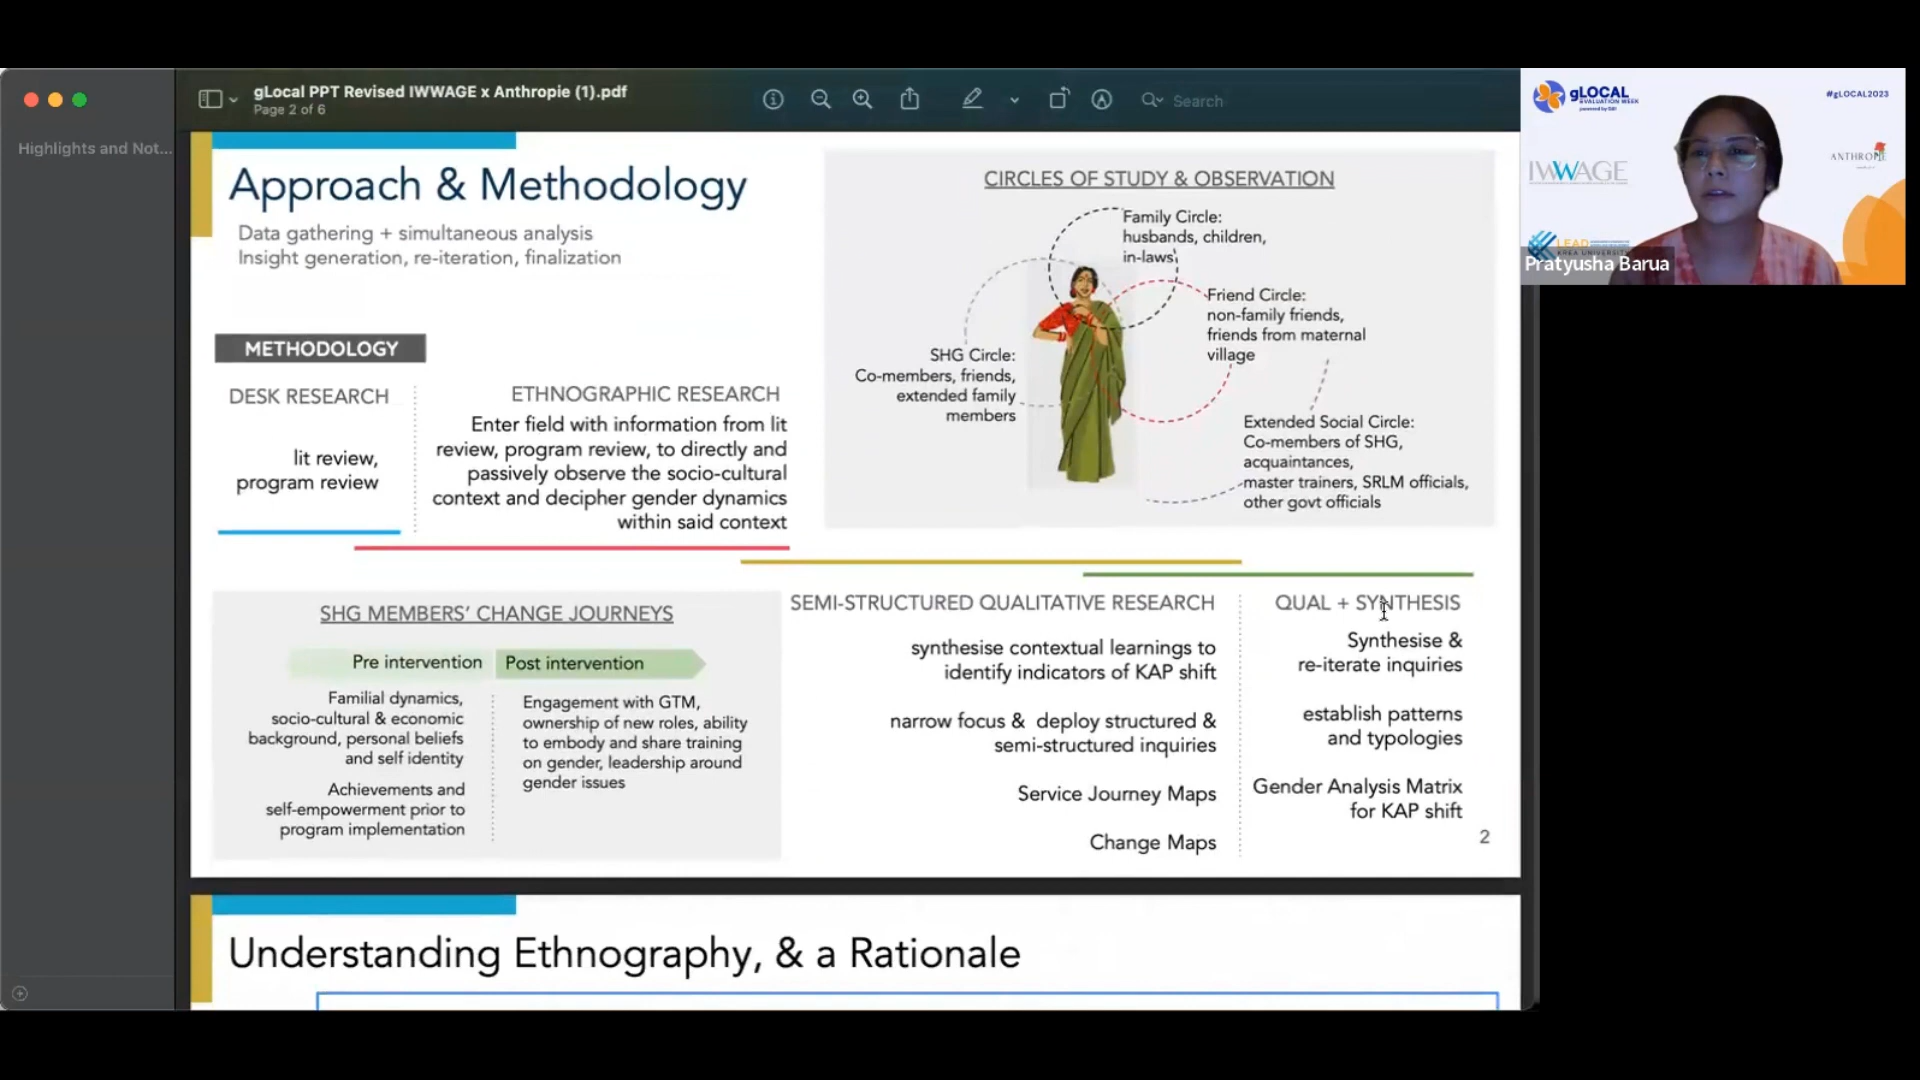 gLocal PPT Revised IWWAGE x Anthropie (1).pdf
Page 2 of 6
Search
Highlights and Not...
Approach & Methodology
Data gathering + simultaneous analysis
Insight generation, re-iteration, finalization
METHODOLOGY
DESK RESEARCH
lit review,
program review
ETHNOGRAPHIC RESEARCH
Enter field with information from lit
review, program review, to directly and
passively observe the socio-cultural
context and decipher gender dynamics
within said context
CIRCLES OF STUDY & OBSERVATION
Family Circle:
husbands, children,
in-laws
Friend Circle:
non-family friends,
friends from maternal
village
SHG Circle:
Co-members, friends,
extended family
members
Extended Social Circle:
Co-members of SHG,
acquaintances,
master trainers, SRLM officials,
other govt officials
SHG MEMBERS' CHANGE JOURNEYS
Pre intervention
Post intervention
Familial dynamics,
socio-cultural & economic
background, personal beliefs
and self identity
Achievements and
self-empowerment prior to
program implementation
Engagement with GTM,
ownership of new roles, ability
to embody and share training
on gender, leadership around
gender issues
SEMI-STRUCTURED QUALITATIVE RESEARCH
synthesise contextual learnings to
identify indicators of KAP shift
narrow focus & deploy structured &
semi-structured inquiries
Service Journey Maps
Change Maps
QUAL + SYNTHESIS
Synthesise &
re-iterate inquiries
establish patterns
and typologies
Gender Analysis Matrix
for KAP shift
2
Understanding Ethnography, & a Rationale
gLOCAL
EVALUATION WEEK
#gLOCAL2023
IWWAGE
ANTHROPIE
LEAD
KREA UNIVERSITY
Pratyusha Barua